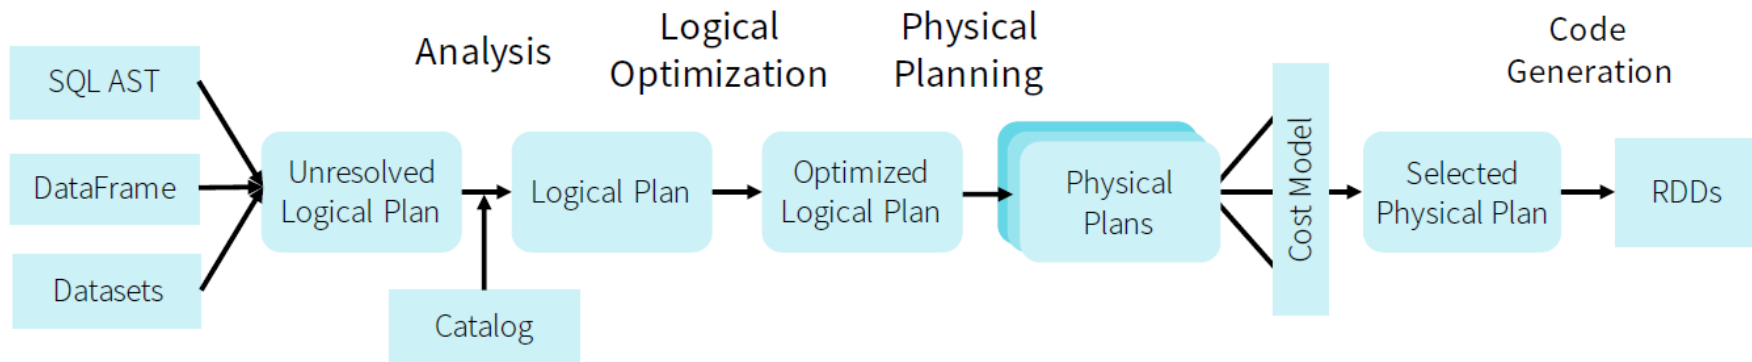 Analysis
Logical
Optimization
Physical
Planning
Code
Generation
SQL AST
DataFrame
Datasets
Unresolved
Logical Plan
Catalog
Logical Plan
Optimized
Logical Plan
Physical
Plans
Cost Model
Selected
Physical Plan
RDDs